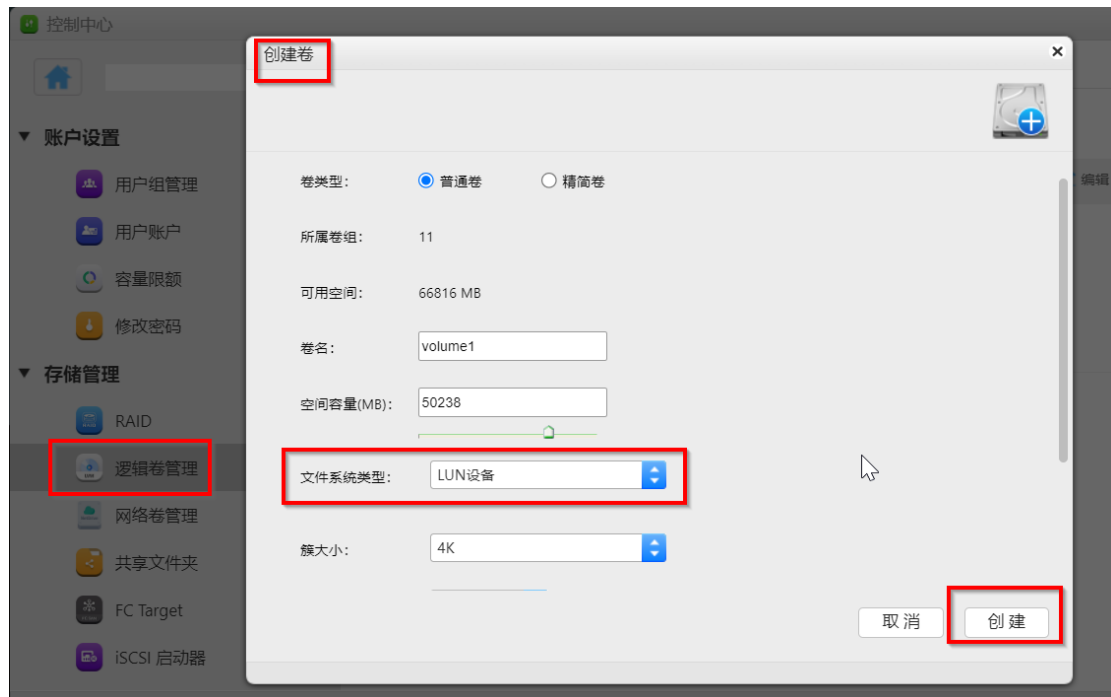 控制中心
创建卷
账户设置
用户组管理
用户账户
容量限额
修改密码
存储管理
RAID
逻辑卷管理
网络卷管理
共享文件夹
FC Target
iSCSI 启动器
编辑
卷类型: 普通卷 精简卷
所属卷组: 11
可用空间: 66816 MB
卷名: volume1
空间容量(MB): 50238
文件系统类型: LUN设备
簇大小: 4K
取 消 创 建